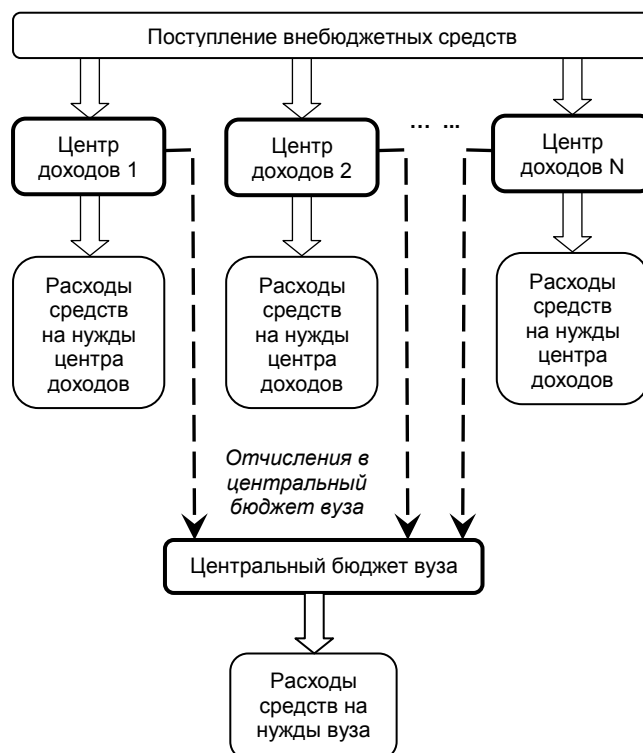 Поступление внебюджетных средств
Центр
доходов 1
Центр
доходов 2
... ...
Центр
доходов N
Расходы
средств
на нужды
центра
доходов
Расходы
средств
на нужды
центра
доходов
Расходы
средств
на нужды
центра
доходов
Отчисления в
центральный
бюджет вуза
Центральный бюджет вуза
Расходы
средств на
нужды вуза